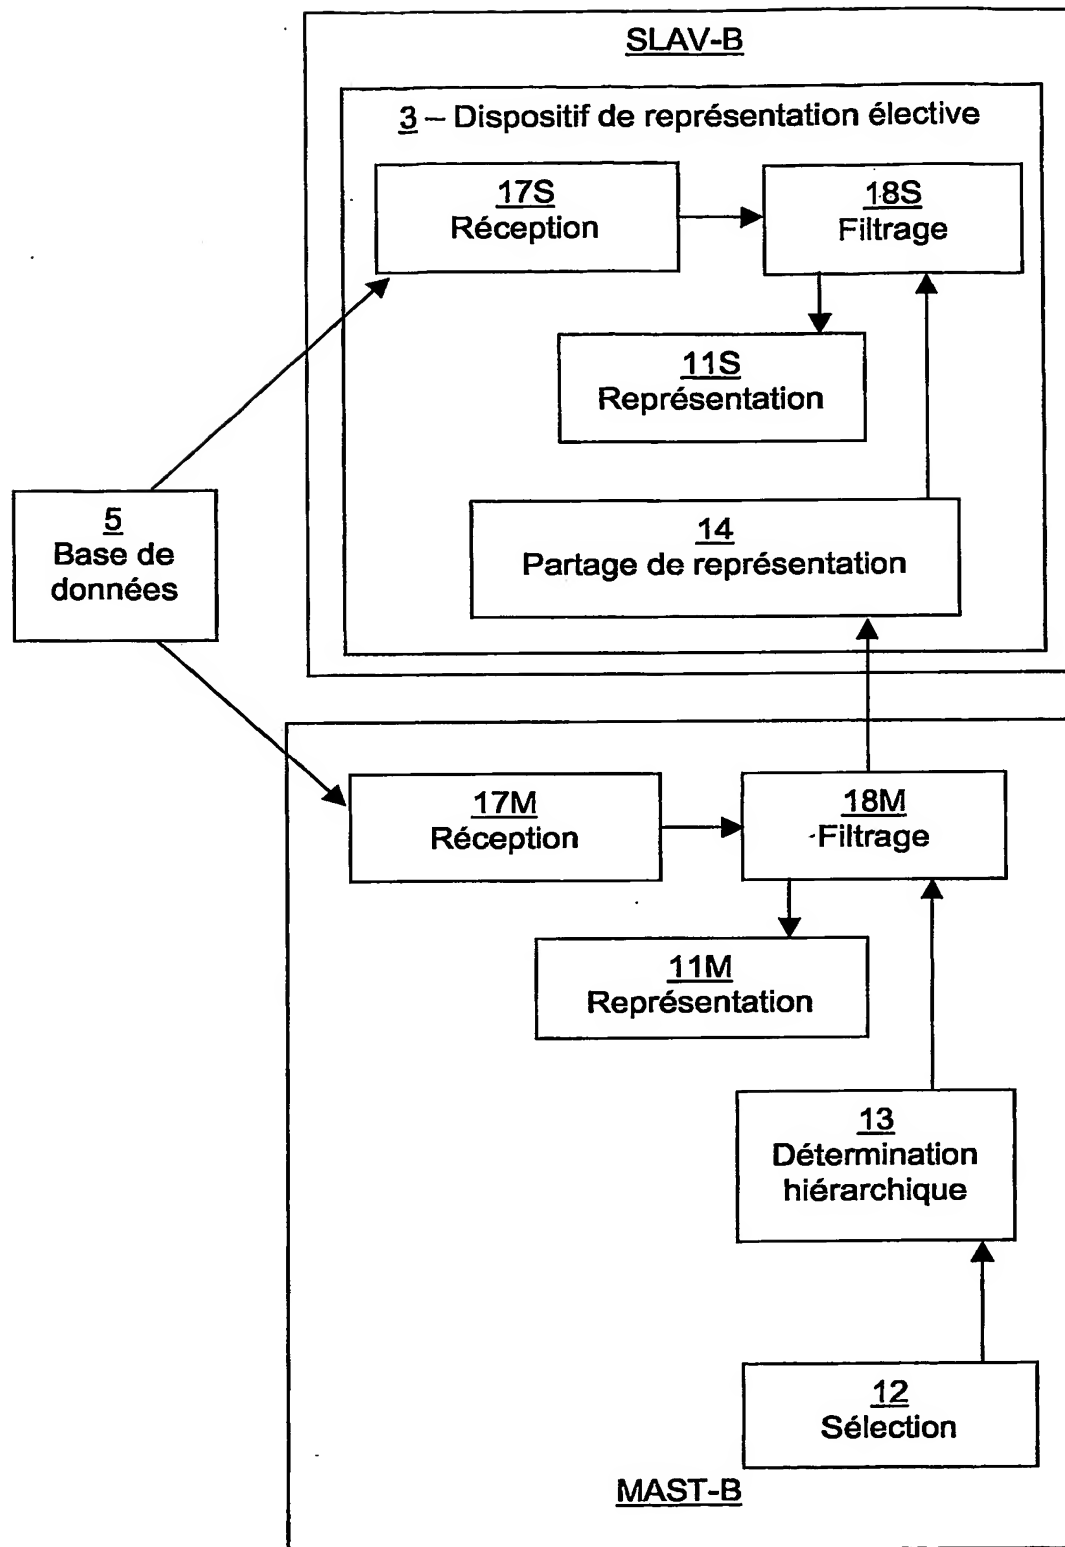 SLAV-B
3 – Dispositif de représentation élective
17S
Réception
18S
Filtrage
11S
Représentation
5
Base de
données
14
Partage de représentation
17M
Réception
18M
Filtrage
11M
Représentation
13
Détermination
hiérarchique
12
Sélection
MAST-B